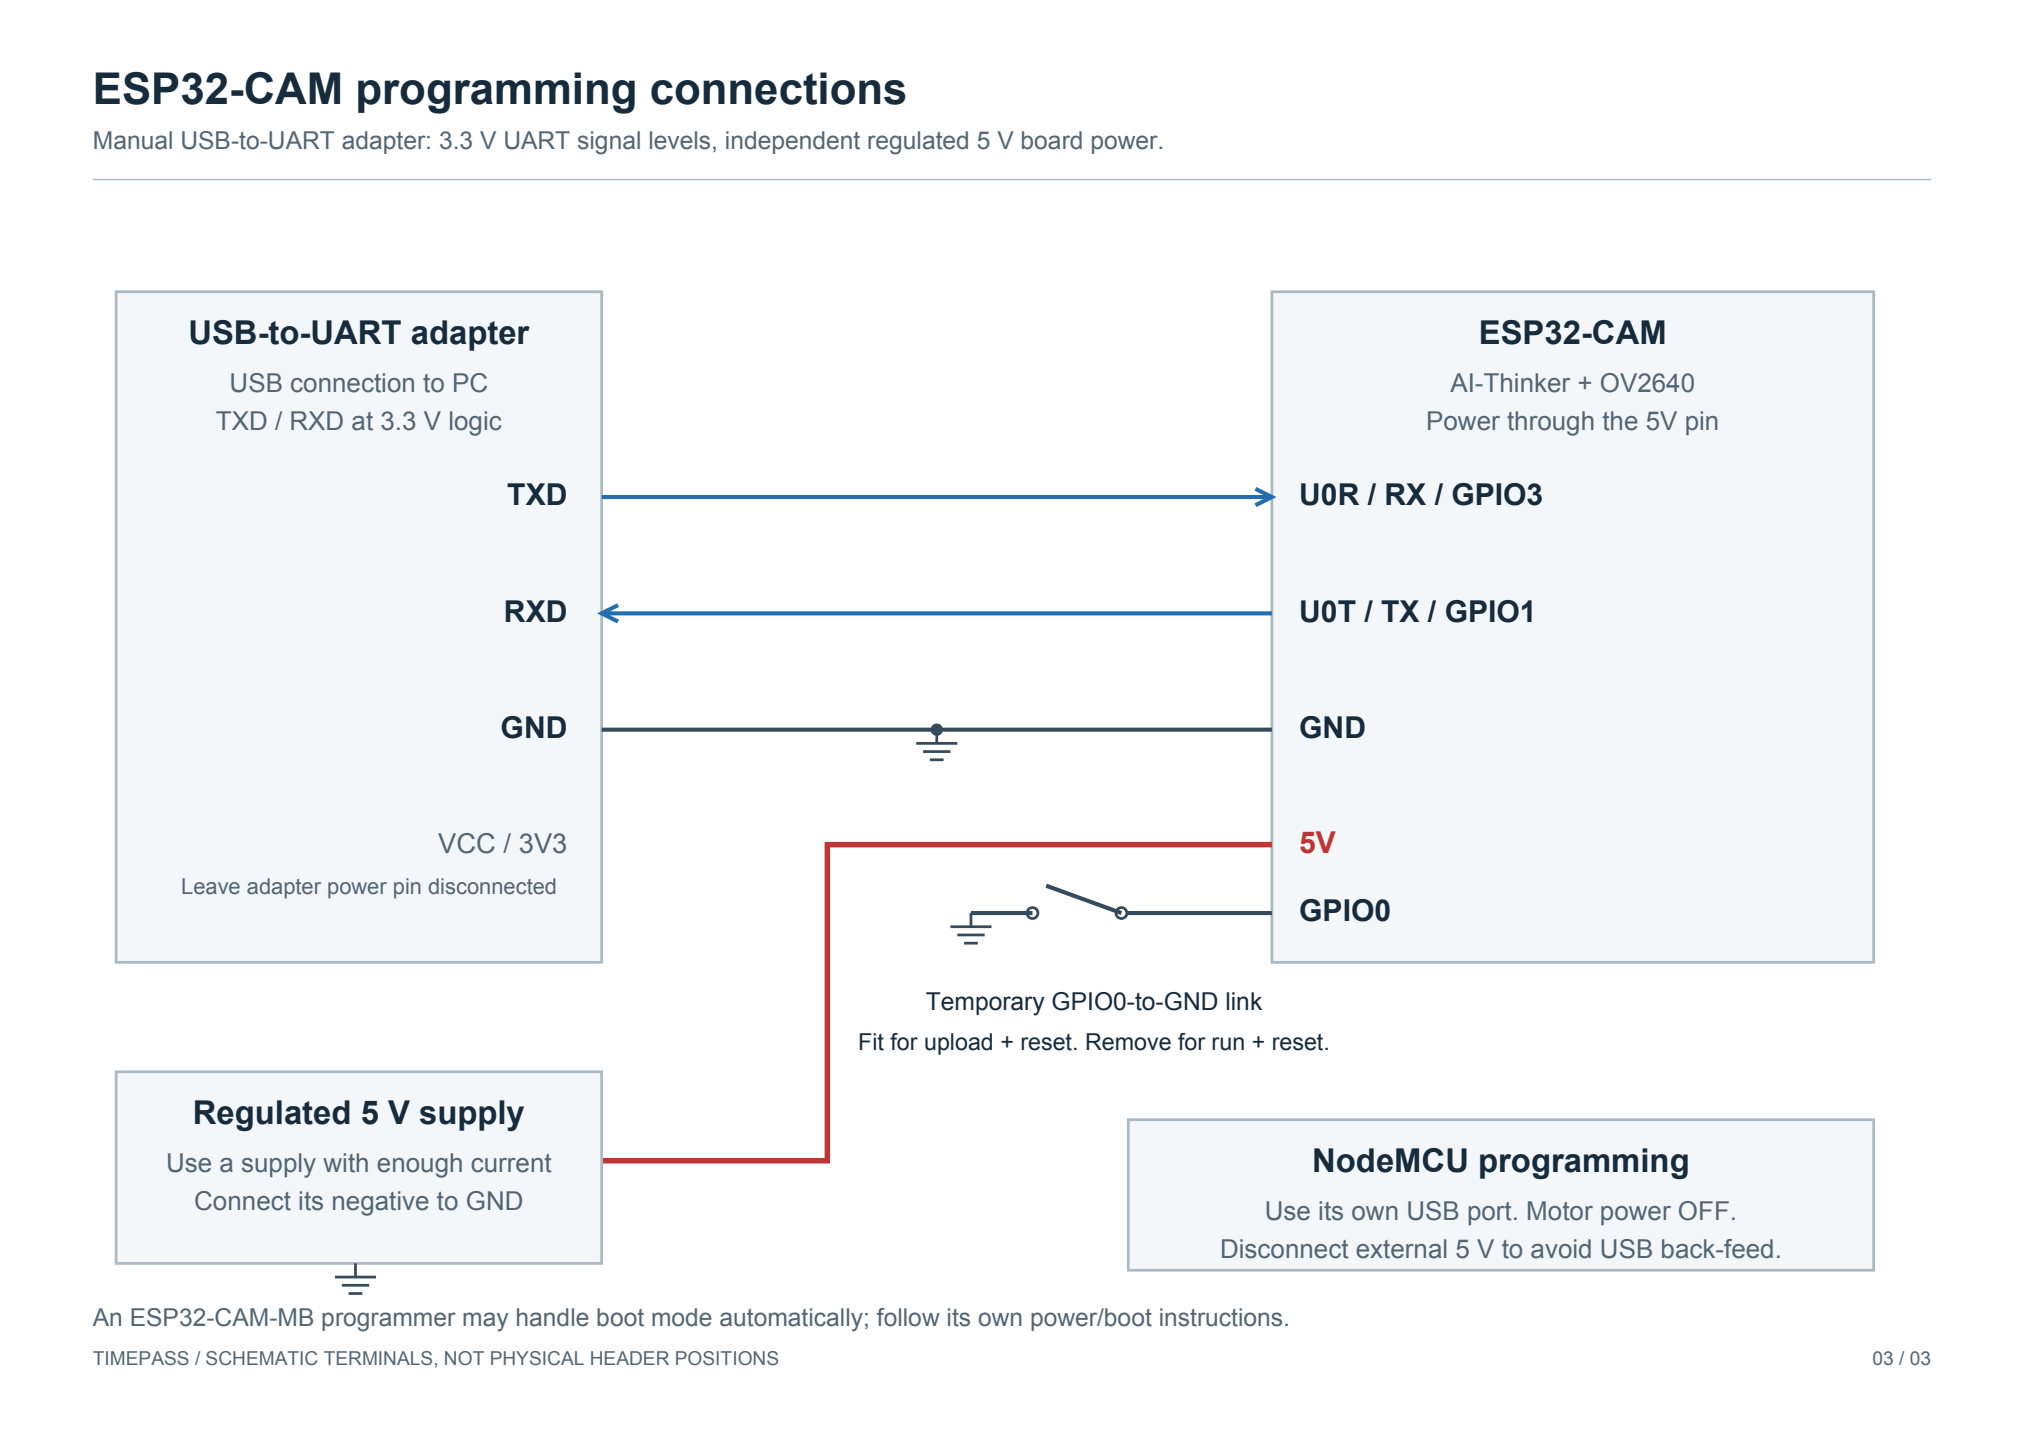 ESP32-CAM programming connections
Manual USB-to-UART adapter: 3.3 V UART signal levels, independent regulated 5 V board power.
USB-to-UART adapter
USB connection to PC
TXD / RXD at 3.3 V logic
TXD
RXD
GND
VCC / 3V3
Leave adapter power pin disconnected
ESP32-CAM
AI-Thinker + OV2640
Power through the 5V pin
U0R / RX / GPIO3
U0T / TX / GPIO1
GND
5V
GPIO0
Temporary GPIO0-to-GND link
Fit for upload + reset. Remove for run + reset.
Regulated 5 V supply
Use a supply with enough current
Connect its negative to GND
NodeMCU programming
Use its own USB port. Motor power OFF.
Disconnect external 5 V to avoid USB back-feed.
An ESP32-CAM-MB programmer may handle boot mode automatically; follow its own power/boot instructions.
TIMEPASS / SCHEMATIC TERMINALS, NOT PHYSICAL HEADER POSITIONS
03 / 03